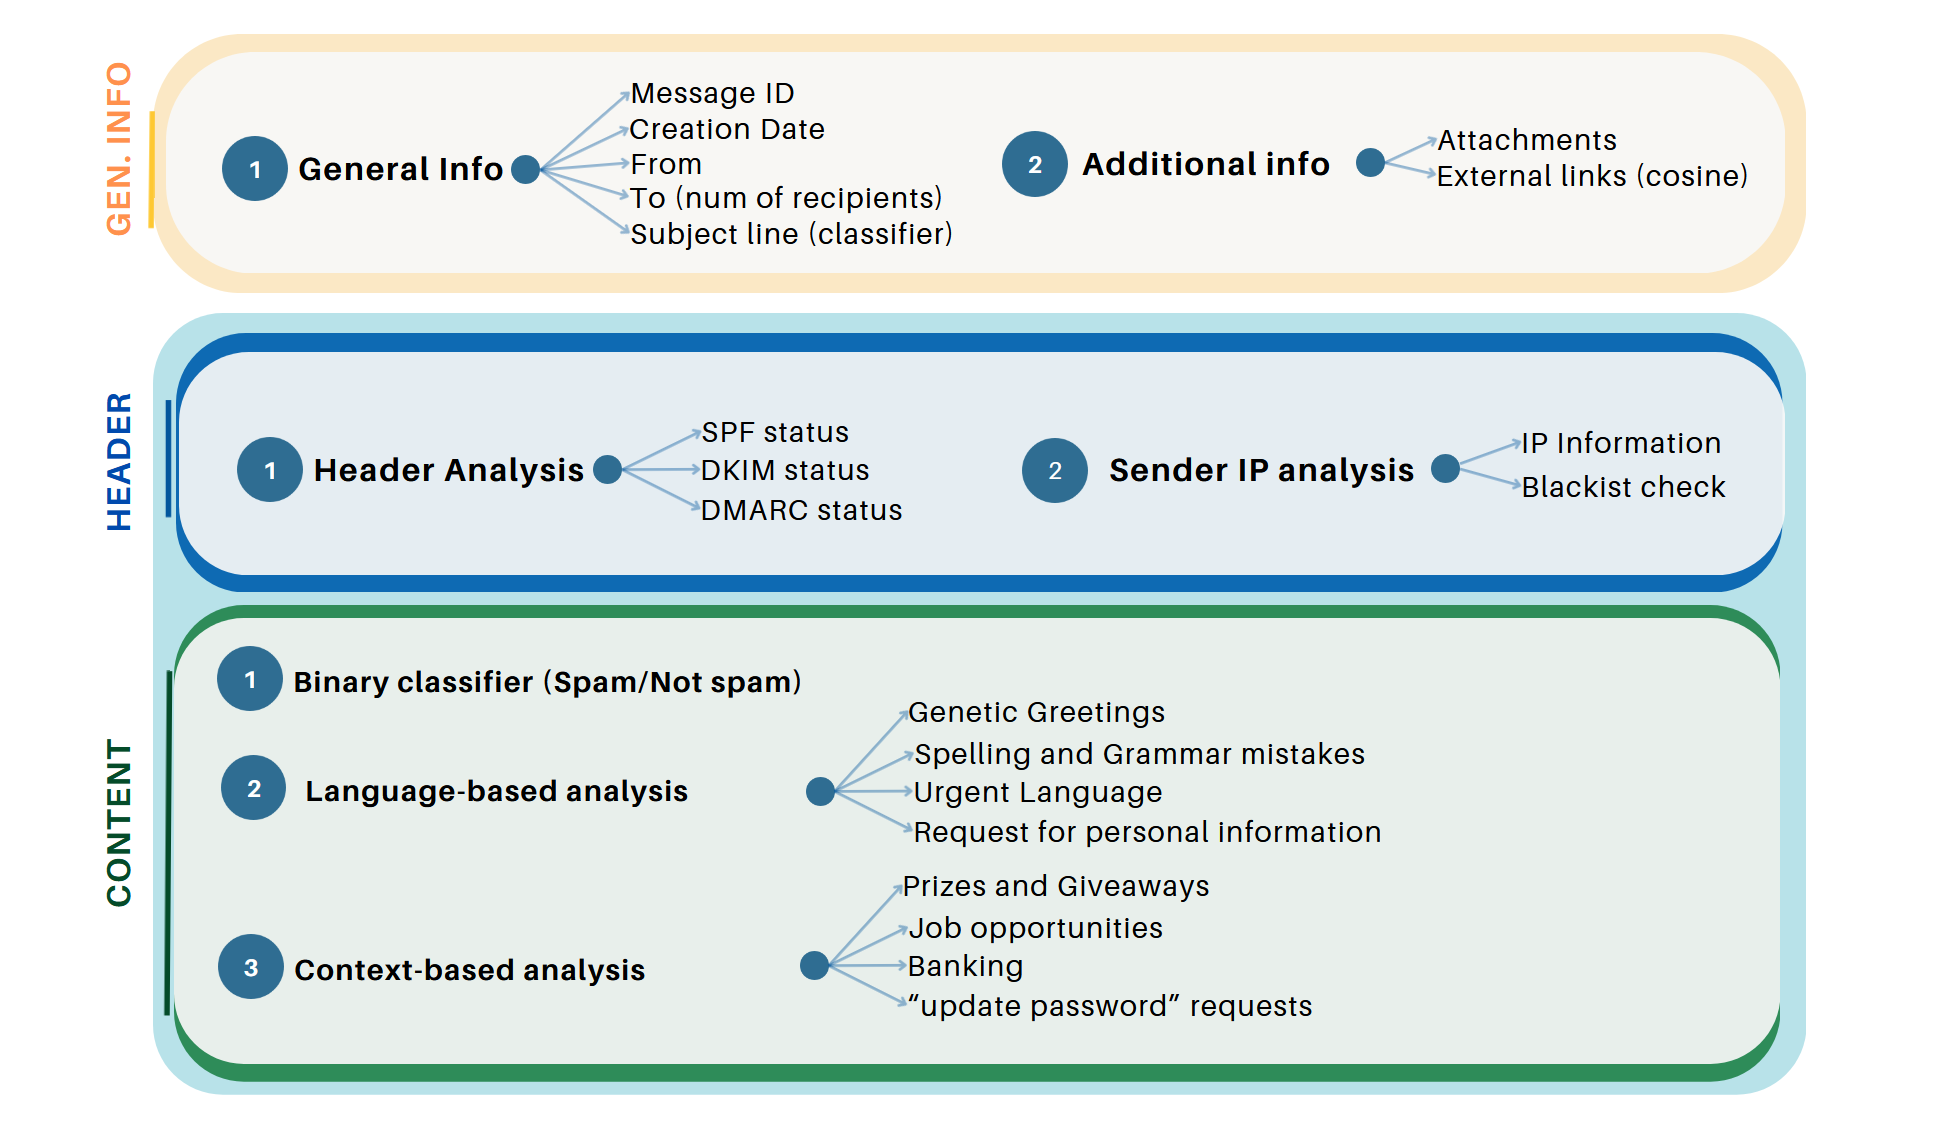 GEN. INFO
1 General Info
Message ID
Creation Date
From
To (num of recipients)
Subject line (classifier)
2 Additional info
Attachments
External links (cosine)
HEADER
1 Header Analysis
SPF status
DKIM status
DMARC status
2 Sender IP analysis
IP Information
Blackist check
CONTENT
1 Binary classifier (Spam/Not spam)
2 Language-based analysis
Genetic Greetings
Spelling and Grammar mistakes
Urgent Language
Request for personal information
3 Context-based analysis
Prizes and Giveaways
Job opportunities
Banking
“update password” requests